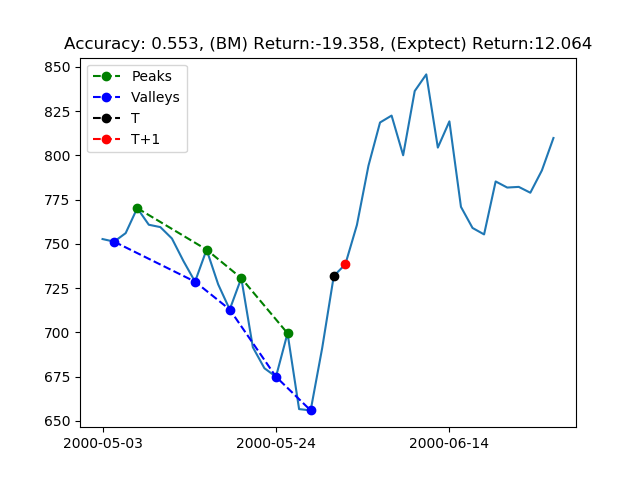 Accuracy: 0.553, (BM) Return:-19.358, (Exptect) Return:12.064
850
825
800
775
750
725
700
675
650
Peaks
Valleys
T
T+1
2000-05-03
2000-05-24
2000-06-14